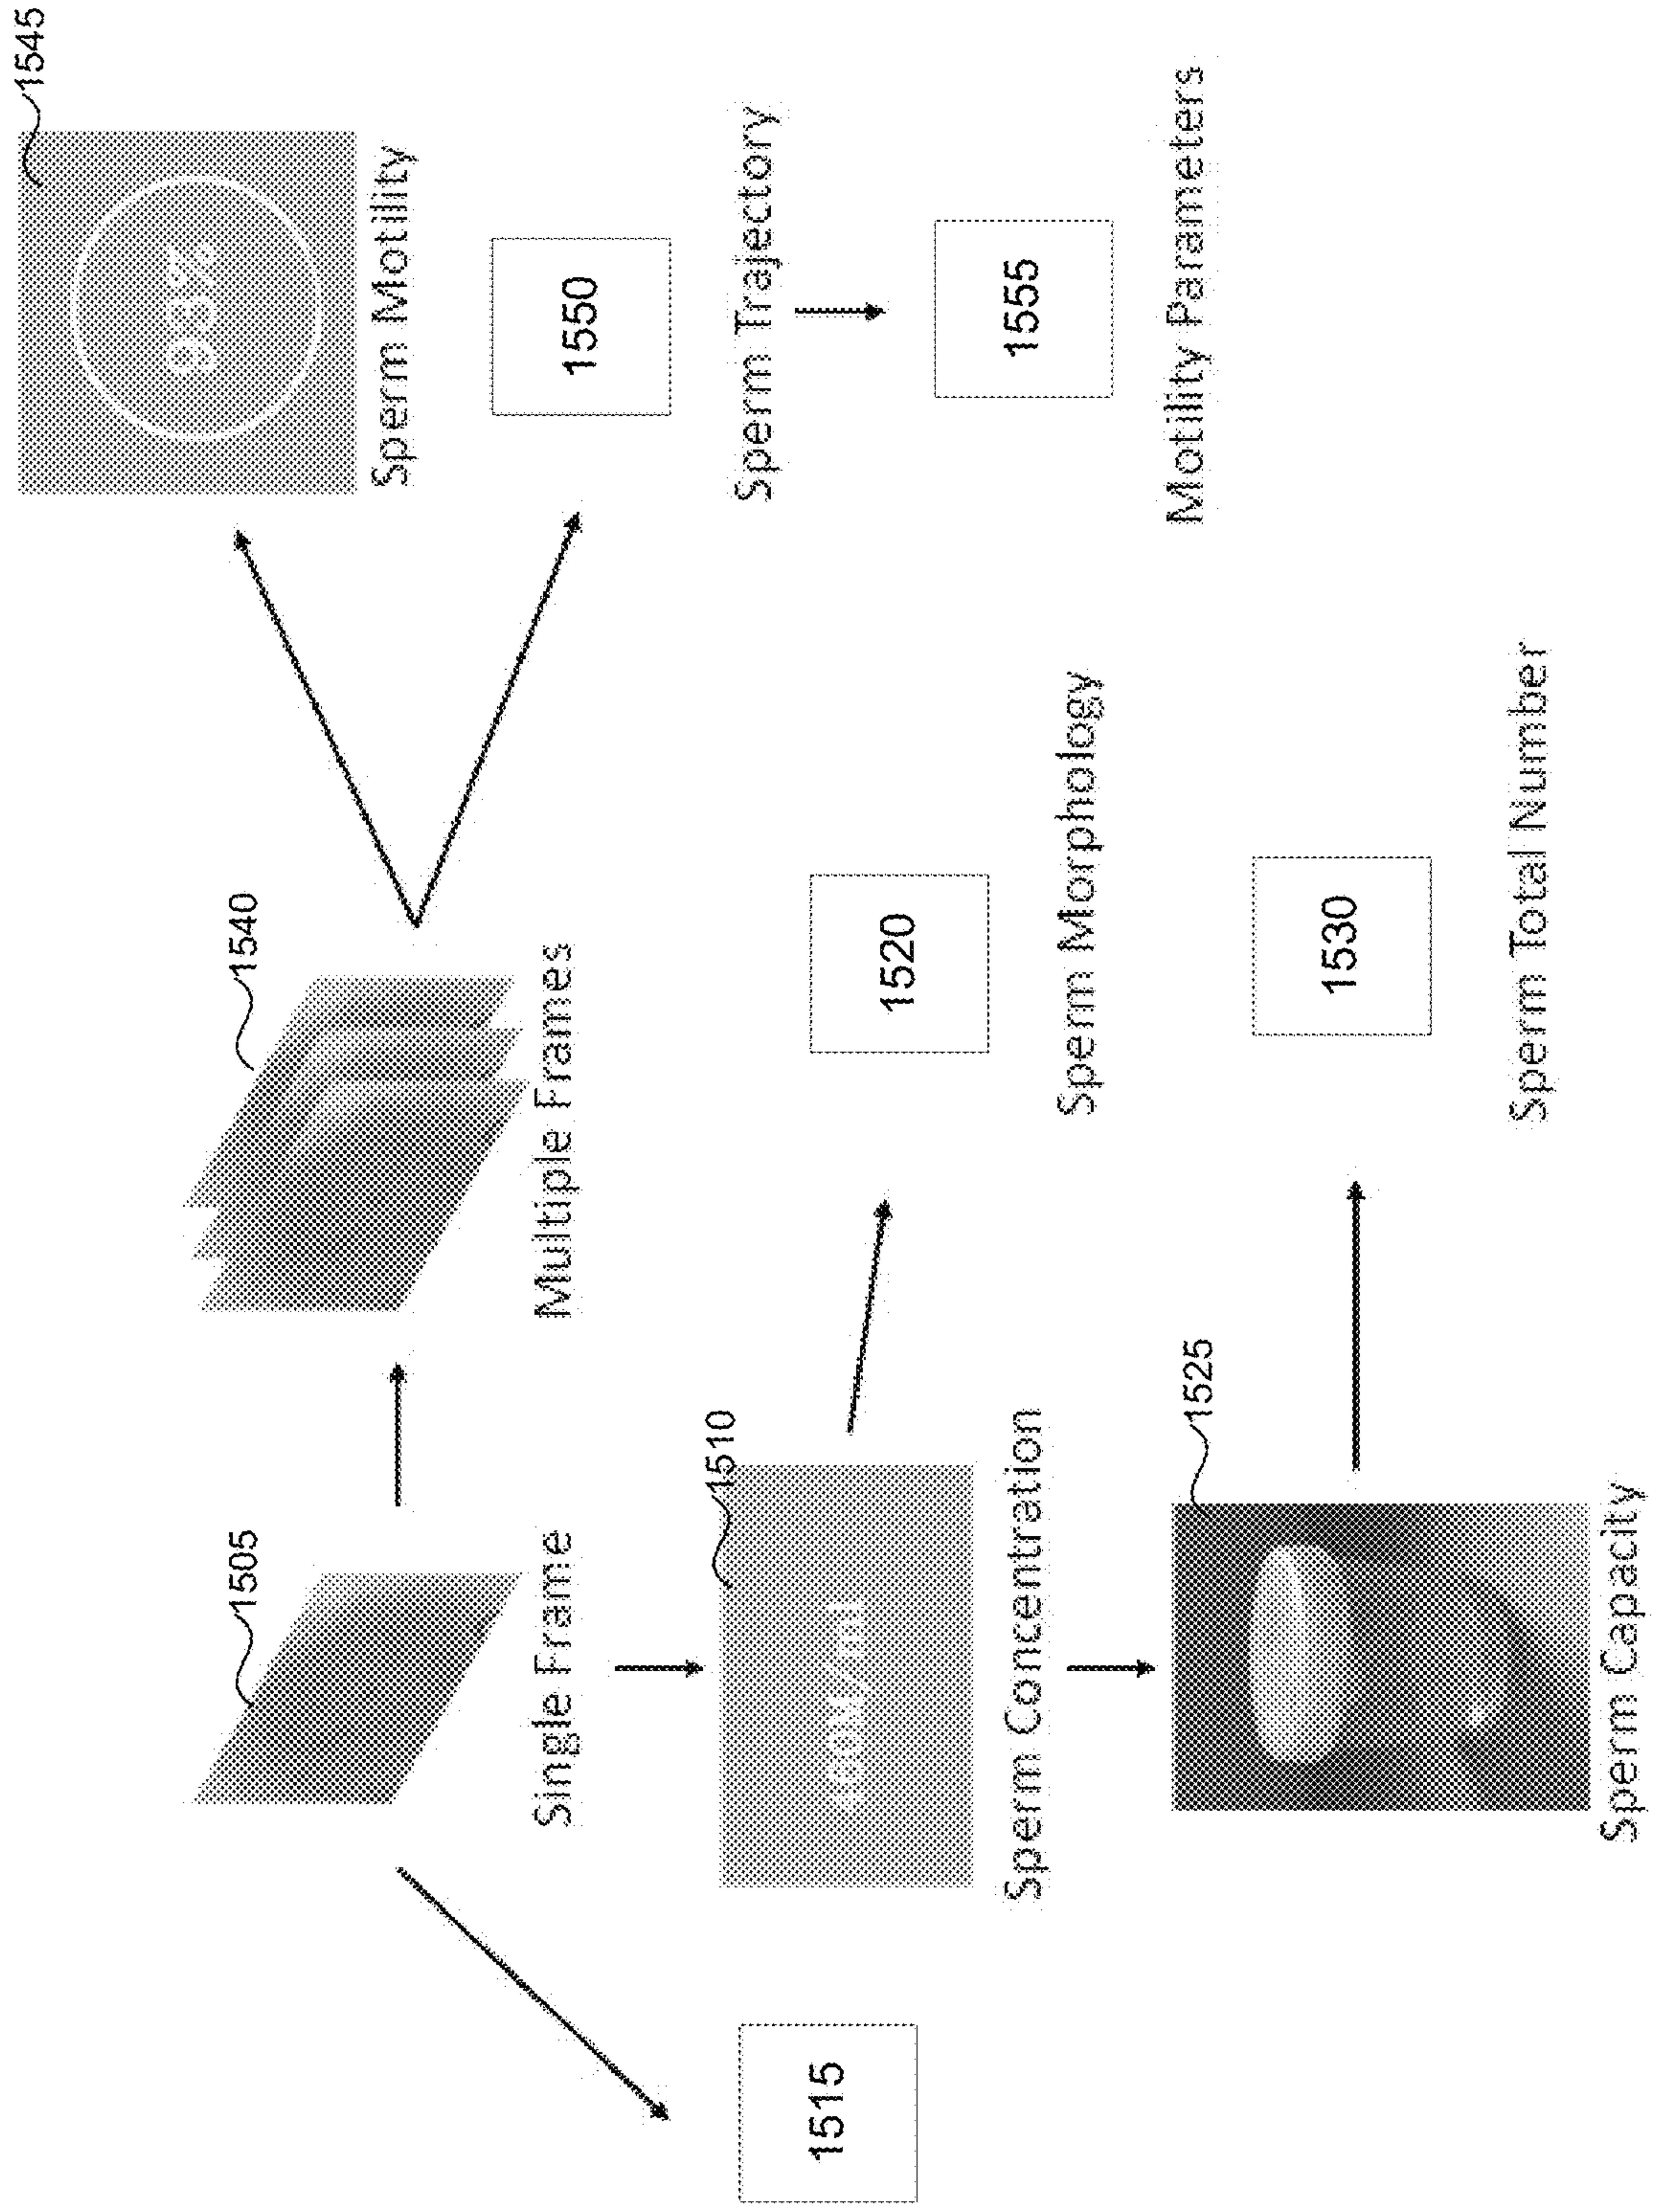 1545
1505
1540
Sperm Motility
Single Frame
Multiple Frames
1550
1510
Sperm Trajectory
1515
1520
1555
Sperm Concentration
Sperm Morphology
Motility Parameters
1525
1530
Sperm Total Number
Sperm Capacity